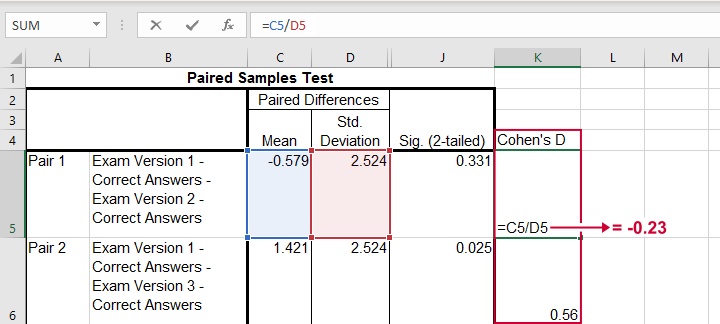 SUM
fx
=C5/D5
A B C D J K L M
1 Paired Samples Test
2 Paired Differences
3 Std.
4 Mean Deviation Sig. (2-tailed) Cohen's D
Pair 1 Exam Version 1 - -0.579 2.524 0.331
Correct Answers -
Exam Version 2 -
Correct Answers
5 =C5/D5 = -0.23
Pair 2 Exam Version 1 - 1.421 2.524 0.025
Correct Answers -
Exam Version 3 -
Correct Answers
6 0.56